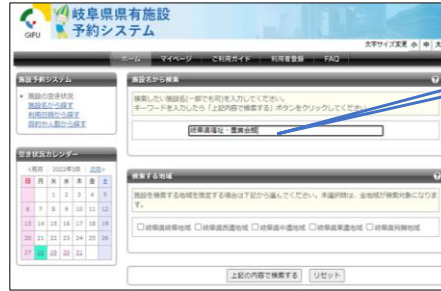 GIFU
岐阜県県有施設
予約システム
文字サイズ変更 小 中 大
ホーム マイページ ご利用ガイド 利用者登録 FAQ
施設予約システム
施設の空き状況
施設名から探す
利用日時から探す
目的や人数から探す
空き状況カレンダー
<前月 2022年3月 次月>
日 月 火 水 木 金 土
1 2 3 4 5
6 7 8 9 10 11 12
13 14 15 16 17 18 19
20 21 22 23 24 25 26
27 28 29 30 31
施設名から検索
検索したい施設名(一部でも可)を入力してください。
キーワードを入力したら「上記内容で検索する」ボタンをクリックしてください。
岐阜県福祉・農業会館
検索する地域
施設を検索する地域を限定する場合は下記から選んでください。未選択時は、全地域が検索対象になります。
岐阜県岐阜地域 岐阜県西濃地域 岐阜県中濃地域 岐阜県東濃地域 岐阜県飛騨地域
上記の内容で検索する リセット